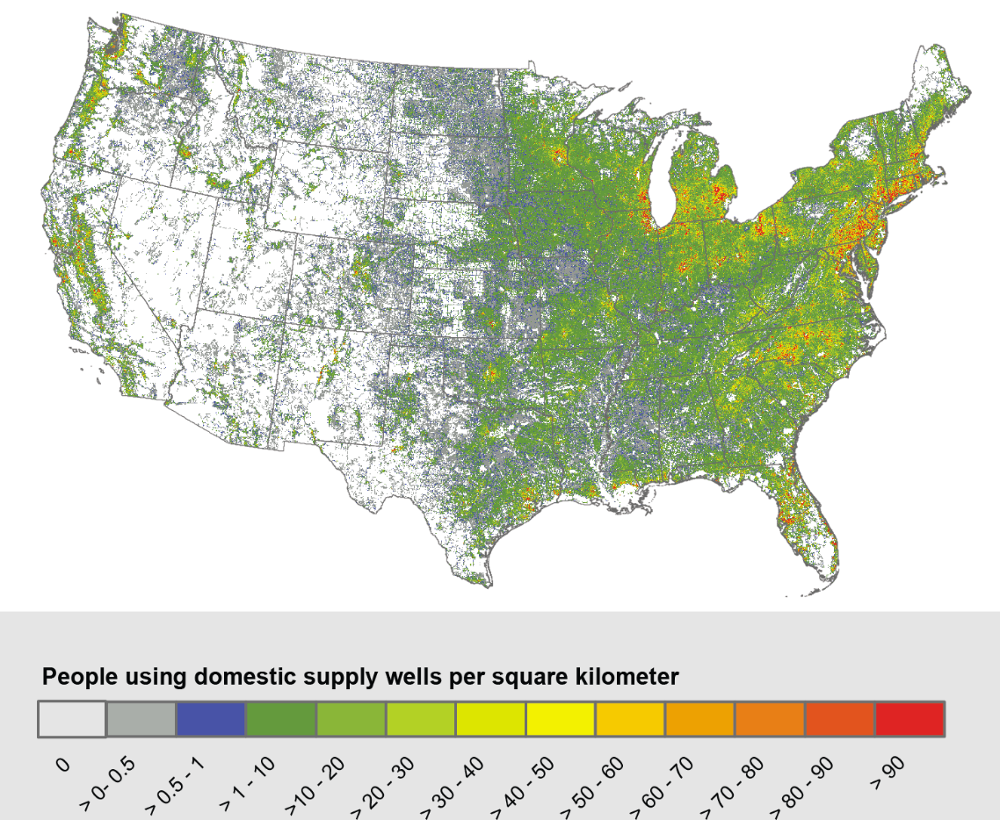 People using domestic supply wells per square kilometer
0
> 0- 0.5
> 0.5 - 1
> 1 - 10
>10 - 20
> 20 - 30
> 30 - 40
> 40 - 50
> 50 - 60
> 60 - 70
> 70 - 80
> 80 - 90
> 90